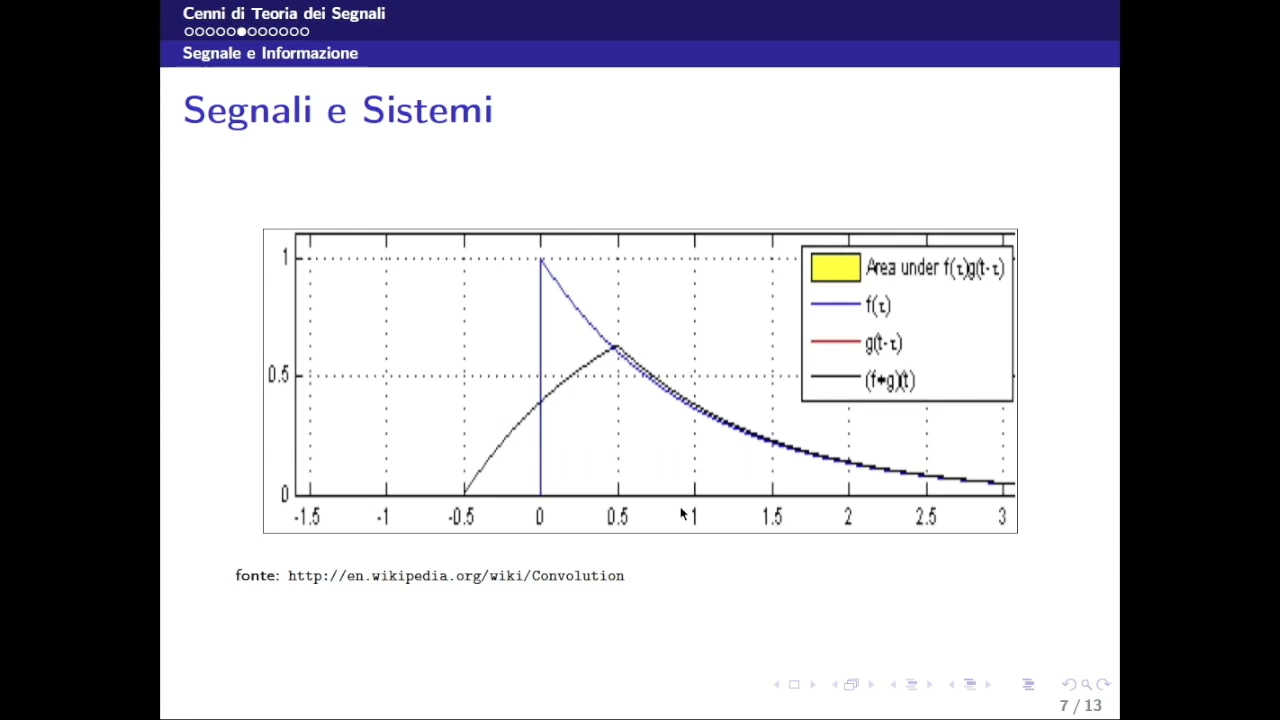 Cenni di Teoria dei Segnali
Segnale e Informazione
Segnali e Sistemi
1
0.5
0
-1.5 -1 -0.5 0 0.5 1 1.5 2 2.5 3
Area under f(τ)g(t-τ)
f(τ)
g(t-τ)
(f∗g)(t)
fonte: http://en.wikipedia.org/wiki/Convolution
7 / 13